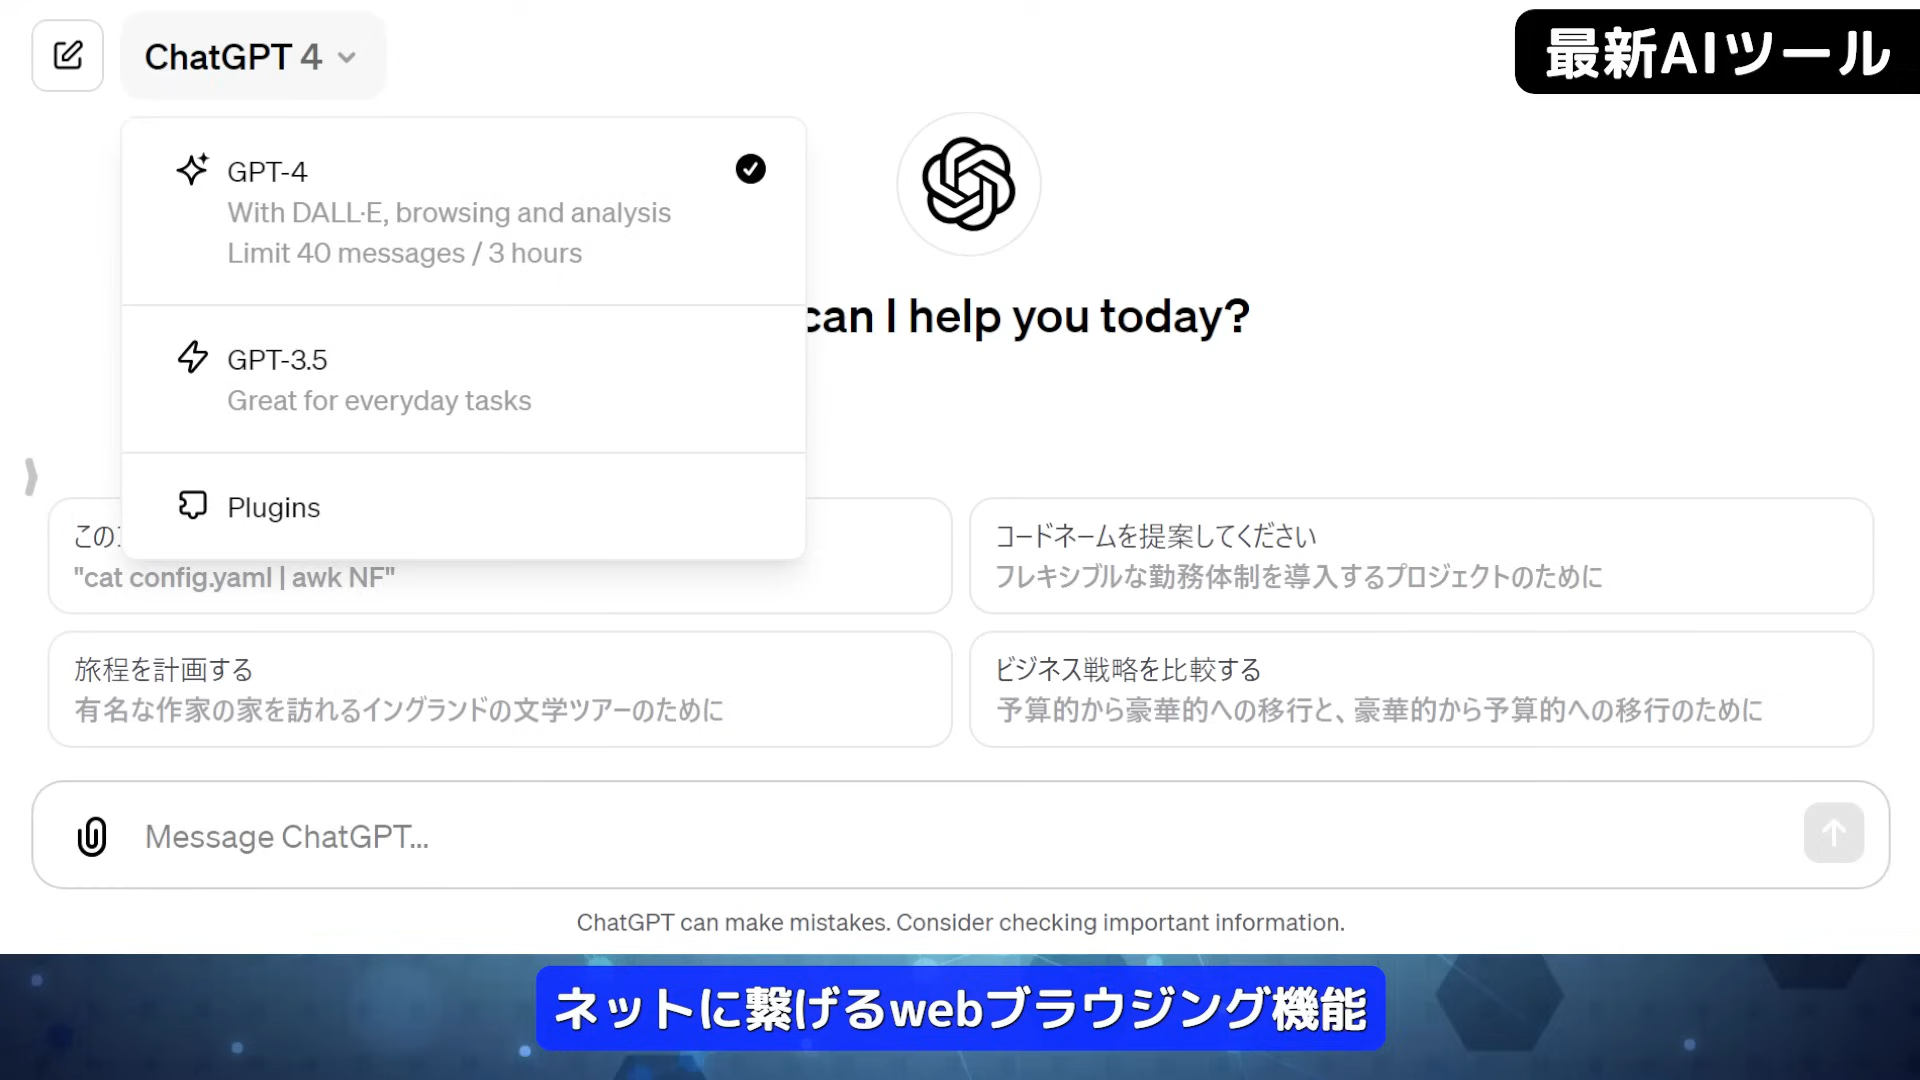 ChatGPT 4
最新AIツール
GPT-4
With DALL·E, browsing and analysis
Limit 40 messages / 3 hours
can I help you today?
GPT-3.5
Great for everyday tasks
Plugins
この
"cat config.yaml | awk NF"
コードネームを提案してください
フレキシブルな勤務体制を導入するプロジェクトのために
旅程を計画する
有名な作家の家を訪れるイングランドの文学ツアーのために
ビジネス戦略を比較する
予算的から豪華的への移行と、豪華的から予算的への移行のために
Message ChatGPT...
ChatGPT can make mistakes. Consider checking important information.
ネットに繋げるwebブラウジング機能